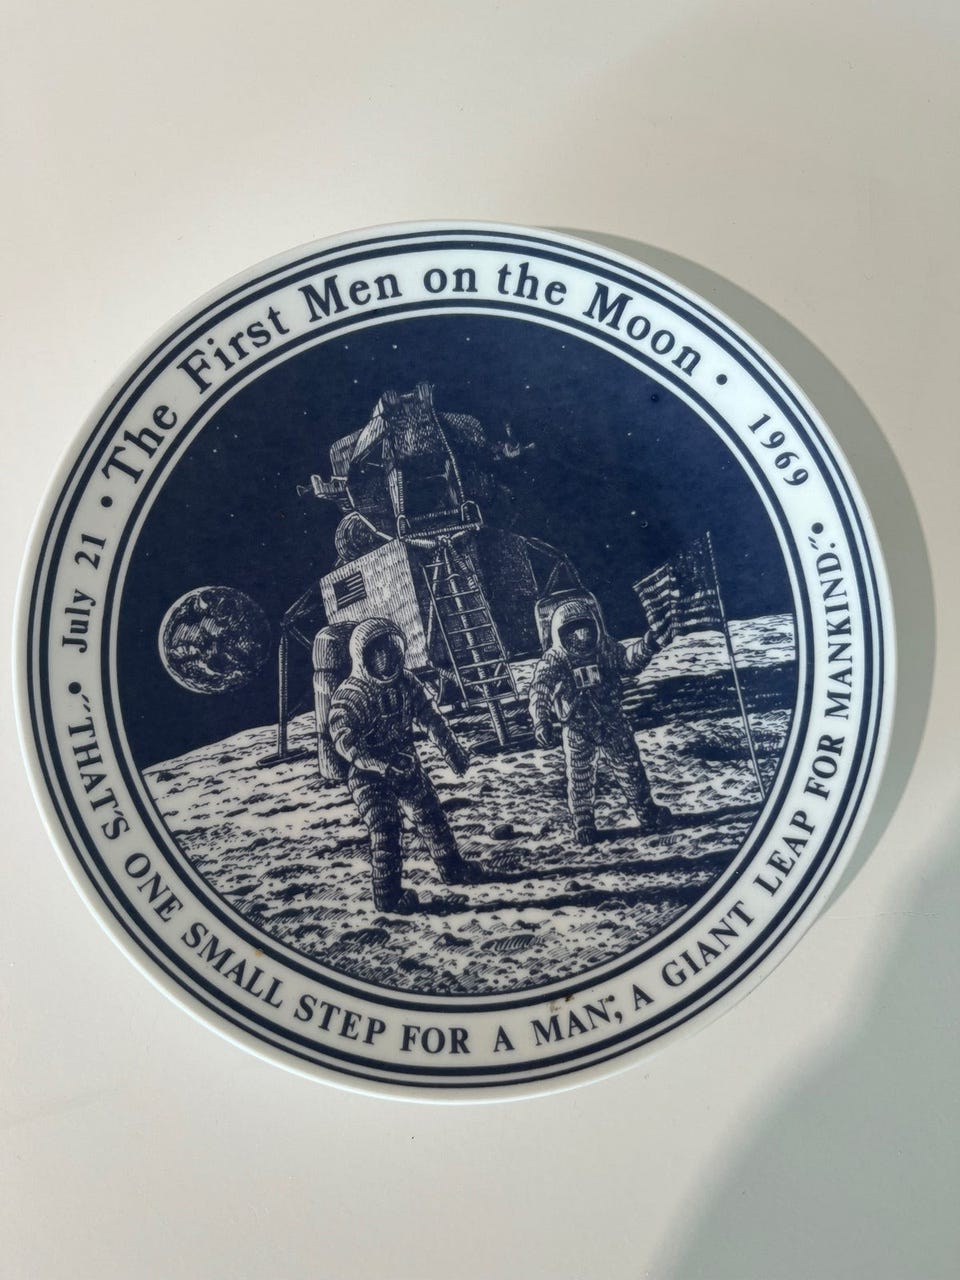 July 21 • The First Men on the Moon • 1969
• "THAT'S ONE SMALL STEP FOR A MAN, A GIANT LEAP FOR MANKIND." •